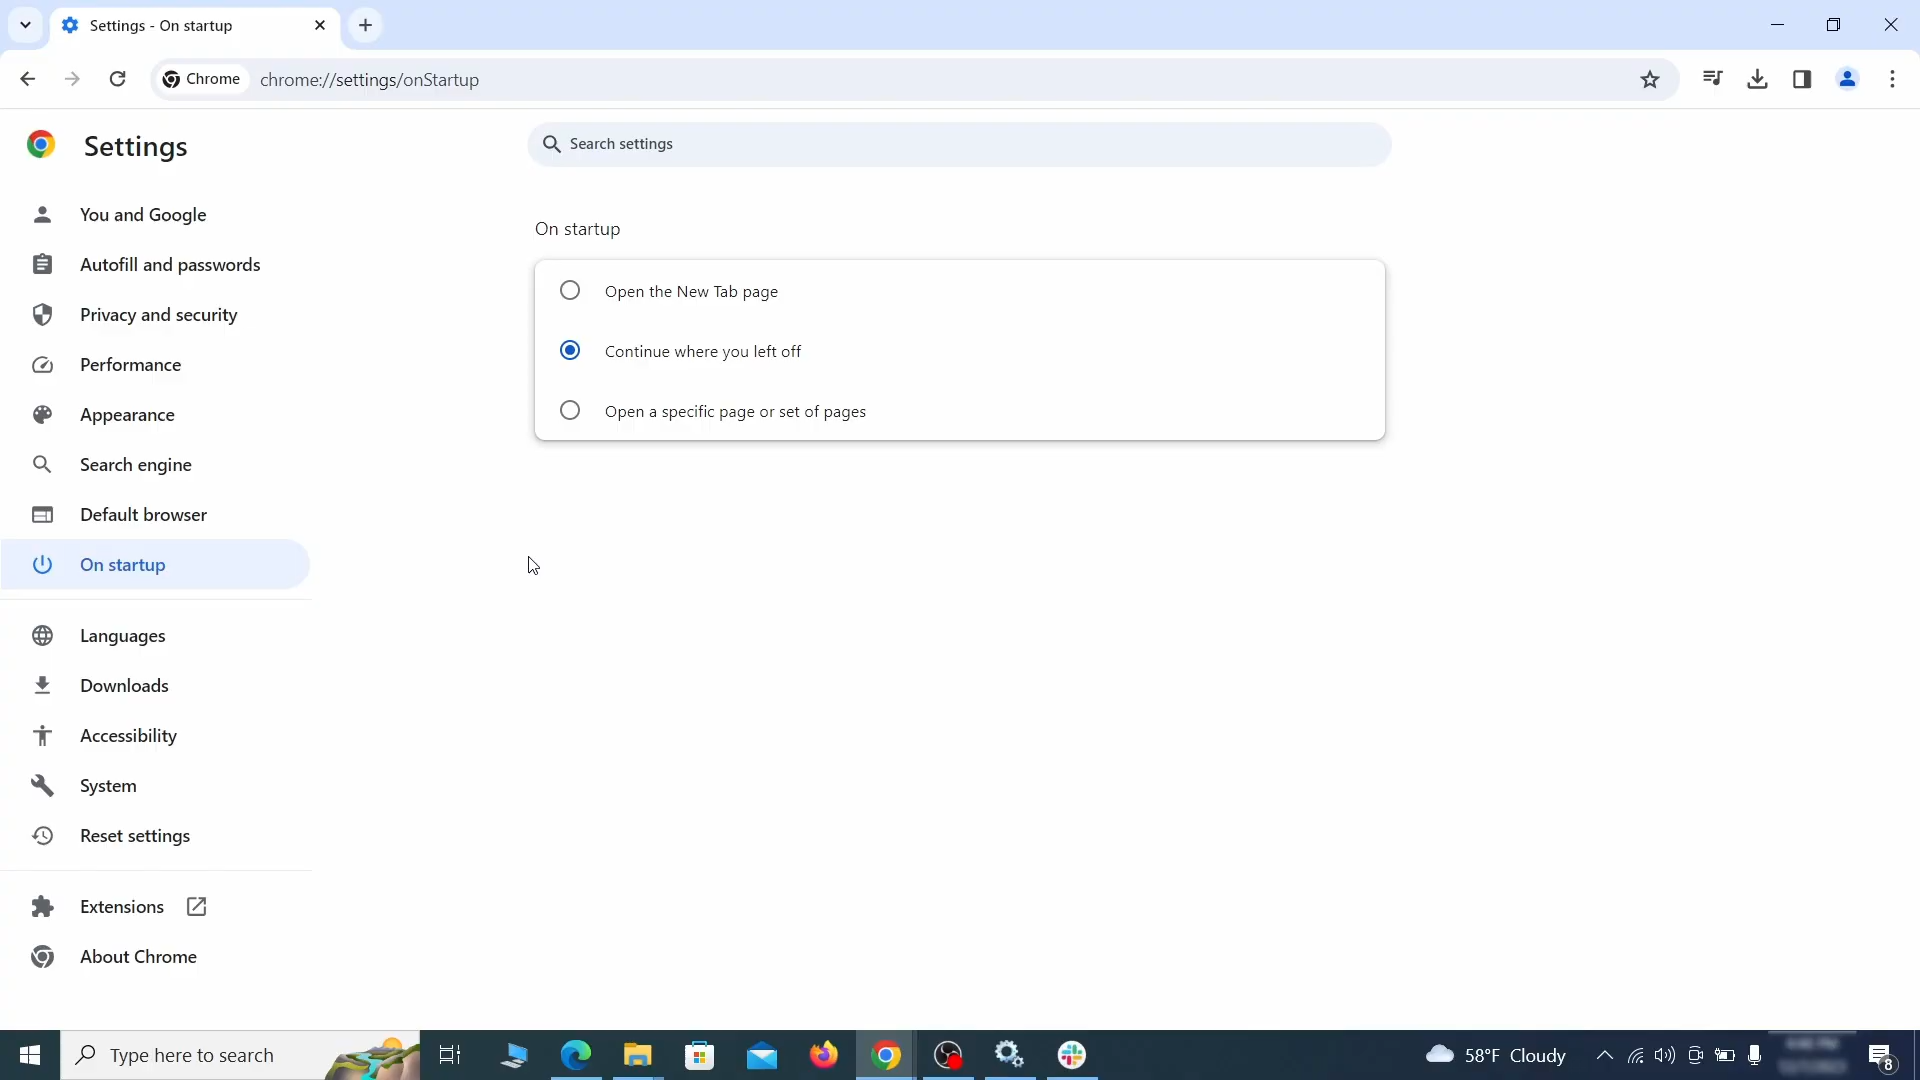 Settings - On startup
Chrome
chrome://settings/onStartup
Settings
Search settings
You and Google
Autofill and passwords
Privacy and security
Performance
Appearance
Search engine
Default browser
On startup
Languages
Downloads
Accessibility
System
Reset settings
Extensions
About Chrome
On startup
Open the New Tab page
Continue where you left off
Open a specific page or set of pages
Type here to search
58°F Cloudy
8